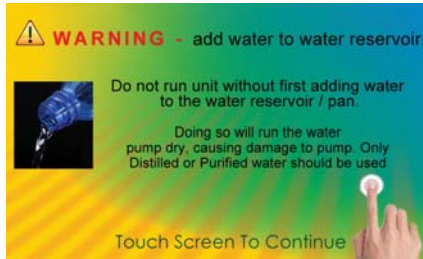 WARNING - add water to water reservoir.
Do not run unit without first adding water
to the water reservoir / pan.
Doing so will run the water
pump dry, causing damage to pump. Only
Distilled or Purified water should be used
Touch Screen To Continue